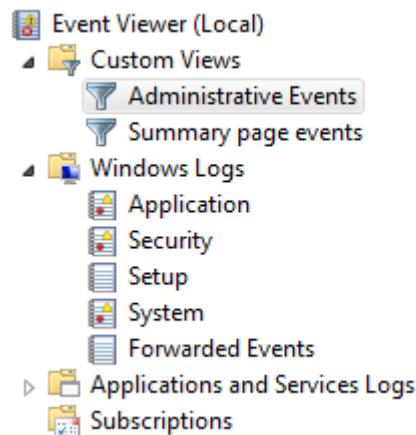 Event Viewer (Local)
Custom Views
Administrative Events
Summary page events
Windows Logs
Application
Security
Setup
System
Forwarded Events
Applications and Services Logs
Subscriptions